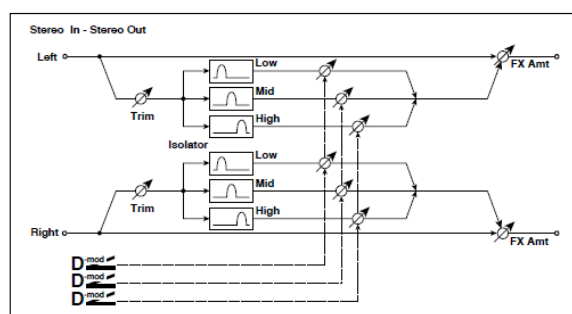 Stereo In - Stereo Out
Left
Low
FX Amt
Mid
Trim
High
Isolator
Low
Mid
Trim
High
Right
FX Amt
D-mod
D-mod
D-mod